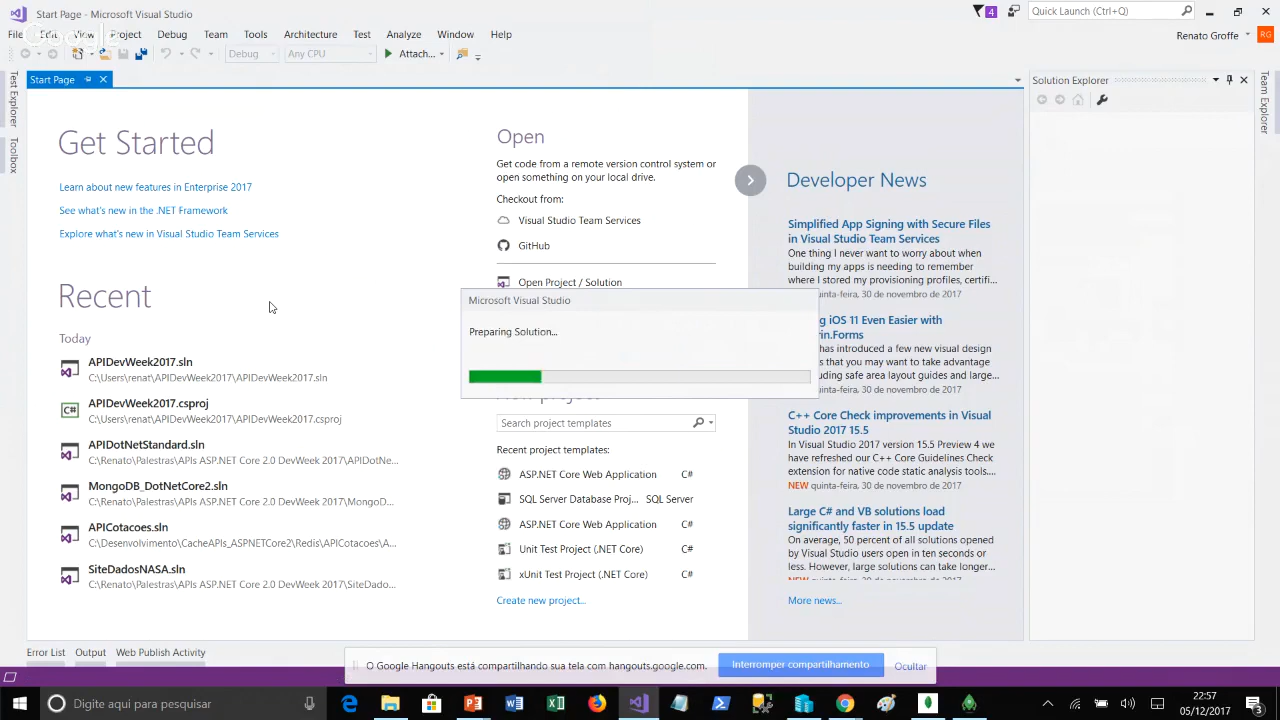 Start Page - Microsoft Visual Studio
4
Quick Launch (Ctrl+Q)
Google
File Edit View Project Debug Team Tools Architecture Test Analyze Window Help
Renato Groffe
RG
Debug
Any CPU
Attach...
Test Explorer
Toolbox
Start Page
Solution Explorer
Team Explorer
Get Started
Learn about new features in Enterprise 2017
See what's new in the .NET Framework
Explore what's new in Visual Studio Team Services
Recent
Today
APIDevWeek2017.sln
C:\Users\renat\APIDevWeek2017\APIDevWeek2017.sln
APIDevWeek2017.csproj
C:\Users\renat\APIDevWeek2017\APIDevWeek2017.csproj
APIDotNetStandard.sln
C:\Renato\Palestras\APIs ASP.NET Core 2.0 DevWeek 2017\APIDotNe...
MongoDB_DotNetCore2.sln
C:\Renato\Palestras\APIs ASP.NET Core 2.0 DevWeek 2017\MongoD...
APICotacoes.sln
C:\Desenvolvimento\CacheAPIs_ASPNETCore2\Redis\APICotacoes\A...
SiteDadosNASA.sln
C:\Renato\Palestras\APIs ASP.NET Core 2.0 DevWeek 2017\SiteDado...
Open
Get code from a remote version control system or
open something on your local drive.
Checkout from:
Visual Studio Team Services
GitHub
Open Project / Solution
Microsoft Visual Studio
Preparing Solution...
Search project templates
Recent project templates:
ASP.NET Core Web Application C#
SQL Server Database Proj... SQL Server
ASP.NET Core Web Application C#
Unit Test Project (.NET Core) C#
xUnit Test Project (.NET Core) C#
Create new project...
Developer News
Simplified App Signing with Secure Files
in Visual Studio Team Services
One thing I never want to worry about when
building my apps is needing to remember
where I stored my provisioning profiles, certifi...
quinta-feira, 30 de novembro de 2017
iOS 11 Even Easier with
rin.Forms
has introduced a few new visual design
s that you may want to take advantage
cluding safe area layout guides and large...
quinta-feira, 30 de novembro de 2017
C++ Core Check improvements in Visual
Studio 2017 15.5
In Visual Studio 2017 version 15.5 Preview 4 we
have refreshed our C++ Core Guidelines Check
extension for native code static analysis tools....
NEW quinta-feira, 30 de novembro de 2017
Large C# and VB solutions load
significantly faster in 15.5 update
On average, 50 percent of all solutions opened
by Visual Studio users open in ten seconds or
less. However, large solutions can take longer...
NEW quinta-feira, 30 de novembro de 2017
More news...
Error List Output Web Publish Activity
O Google Hangouts está compartilhando sua tela com hangouts.google.com.
Interromper compartilhamento
Ocultar
Digite aqui para pesquisar
22:57
05/12/2017
3